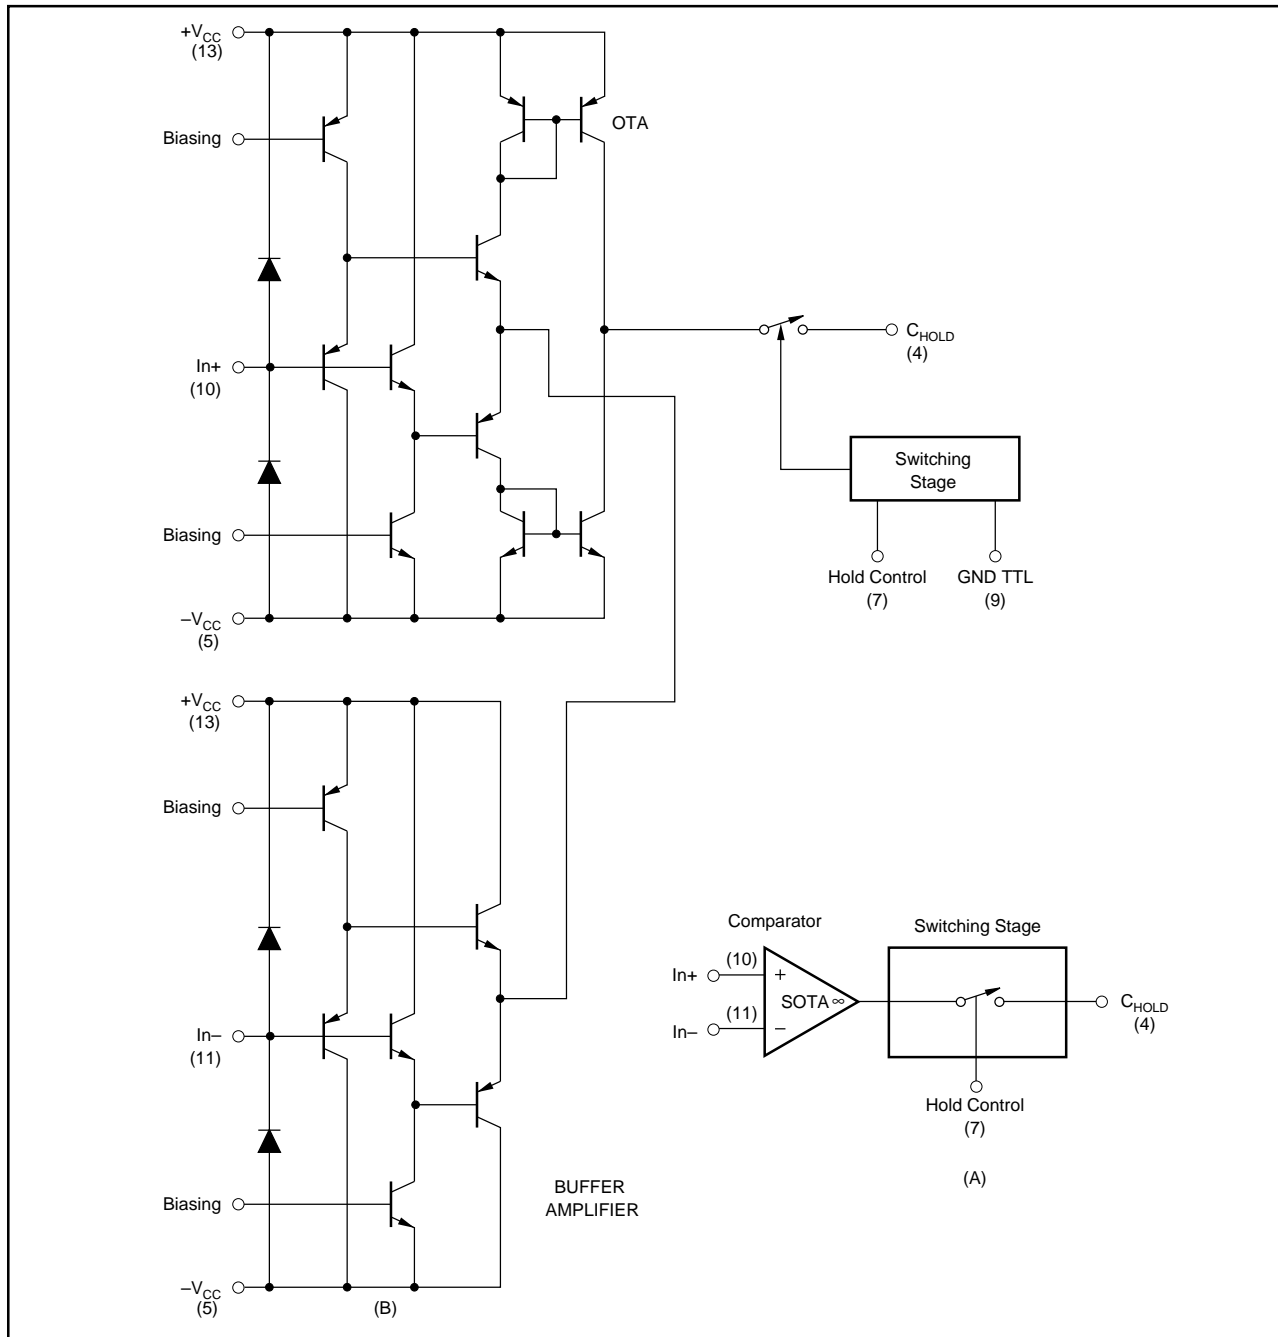 +VCC
(13)
OTA
Biasing
In+
(10)
CHOLD
(4)
Switching
Stage
Biasing
Hold Control
(7)
GND TTL
(9)
–VCC
(5)
+VCC
(13)
Biasing
Comparator
Switching Stage
In+
(10)
+
SOTA ∞
CHOLD
(4)
In–
(11)
–
In–
(11)
Hold Control
(7)
(A)
Biasing
BUFFER
AMPLIFIER
–VCC
(5)
(B)